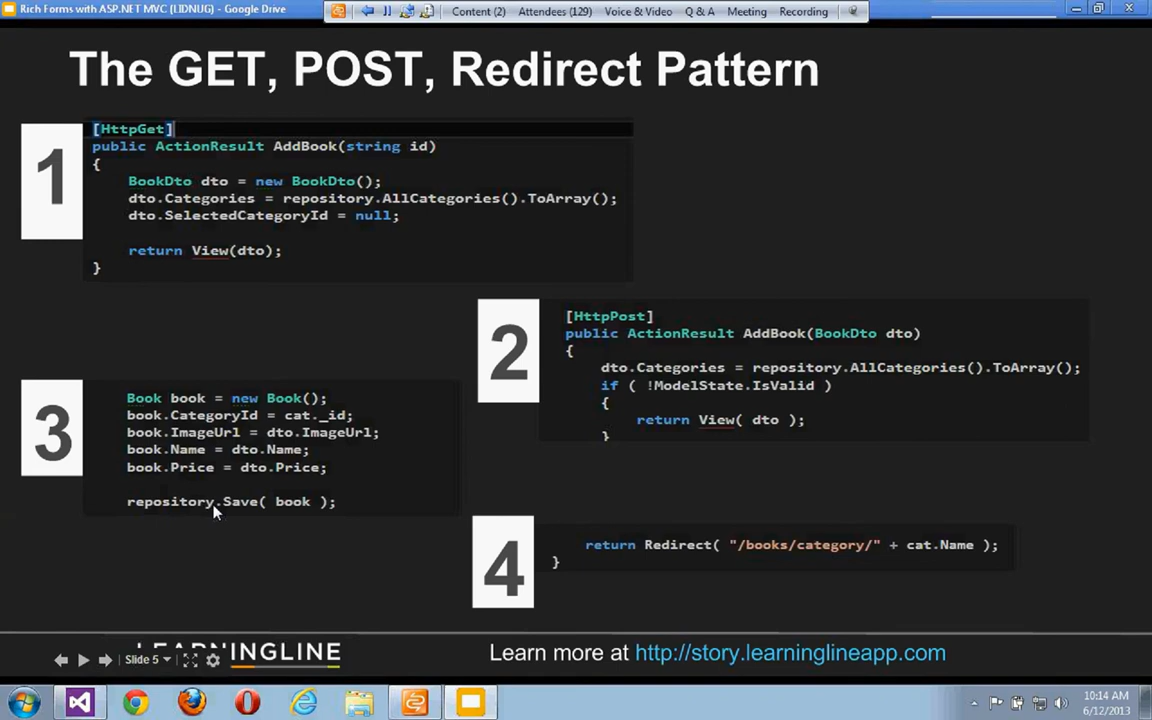 Rich Forms with ASP.NET MVC (LIDNUG) - Google Drive
Content (2) Attendees (129) Voice & Video Q & A Meeting Recording
The GET, POST, Redirect Pattern
1
[HttpGet]
public ActionResult AddBook(string id)
{
BookDto dto = new BookDto();
dto.Categories = repository.AllCategories().ToArray();
dto.SelectedCategoryId = null;
return View(dto);
}
2
[HttpPost]
public ActionResult AddBook(BookDto dto)
{
dto.Categories = repository.AllCategories().ToArray();
if ( !ModelState.IsValid )
{
return View( dto );
}
3
Book book = new Book();
book.CategoryId = cat._id;
book.ImageUrl = dto.ImageUrl;
book.Name = dto.Name;
book.Price = dto.Price;
repository.Save( book );
4
return Redirect( "/books/category/" + cat.Name );
}
LEARNINGLINE
Learn more at http://story.learninglineapp.com
Slide 5
10:14 AM
6/12/2013